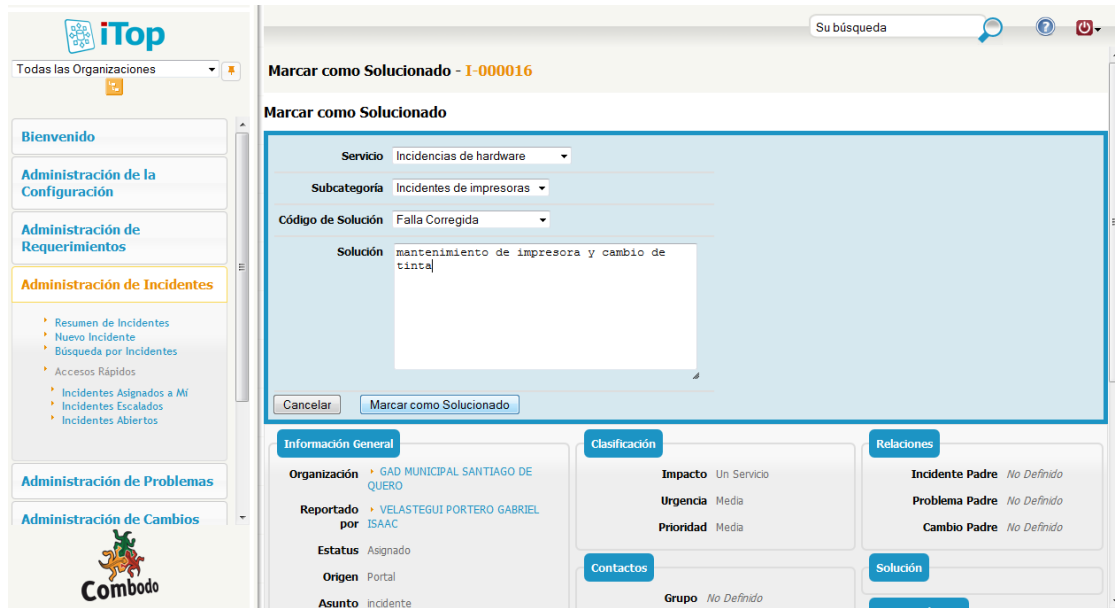 iTop
Todas las Organizaciones
Su búsqueda
Bienvenido
Administración de la
Configuración
Administración de
Requerimientos
Administración de Incidentes
Resumen de Incidentes
Nuevo Incidente
Búsqueda por Incidentes
Accesos Rápidos
Incidentes Asignados a Mí
Incidentes Escalados
Incidentes Abiertos
Administración de Problemas
Administración de Cambios
Combodo
Marcar como Solucionado - I-000016
Marcar como Solucionado
Servicio Incidencias de hardware
Subcategoría Incidentes de impresoras
Código de Solución Falla Corregida
Solución mantenimiento de impresora y cambio de
tinta
Cancelar Marcar como Solucionado
Información General
Organización GAD MUNICIPAL SANTIAGO DE
QUERO
Reportado VELASTEGUI PORTERO GABRIEL
por ISAAC
Estatus Asignado
Origen Portal
Asunto incidente
Clasificación
Impacto Un Servicio
Urgencia Media
Prioridad Media
Contactos
Grupo No Definido
Relaciones
Incidente Padre No Definido
Problema Padre No Definido
Cambio Padre No Definido
Solución